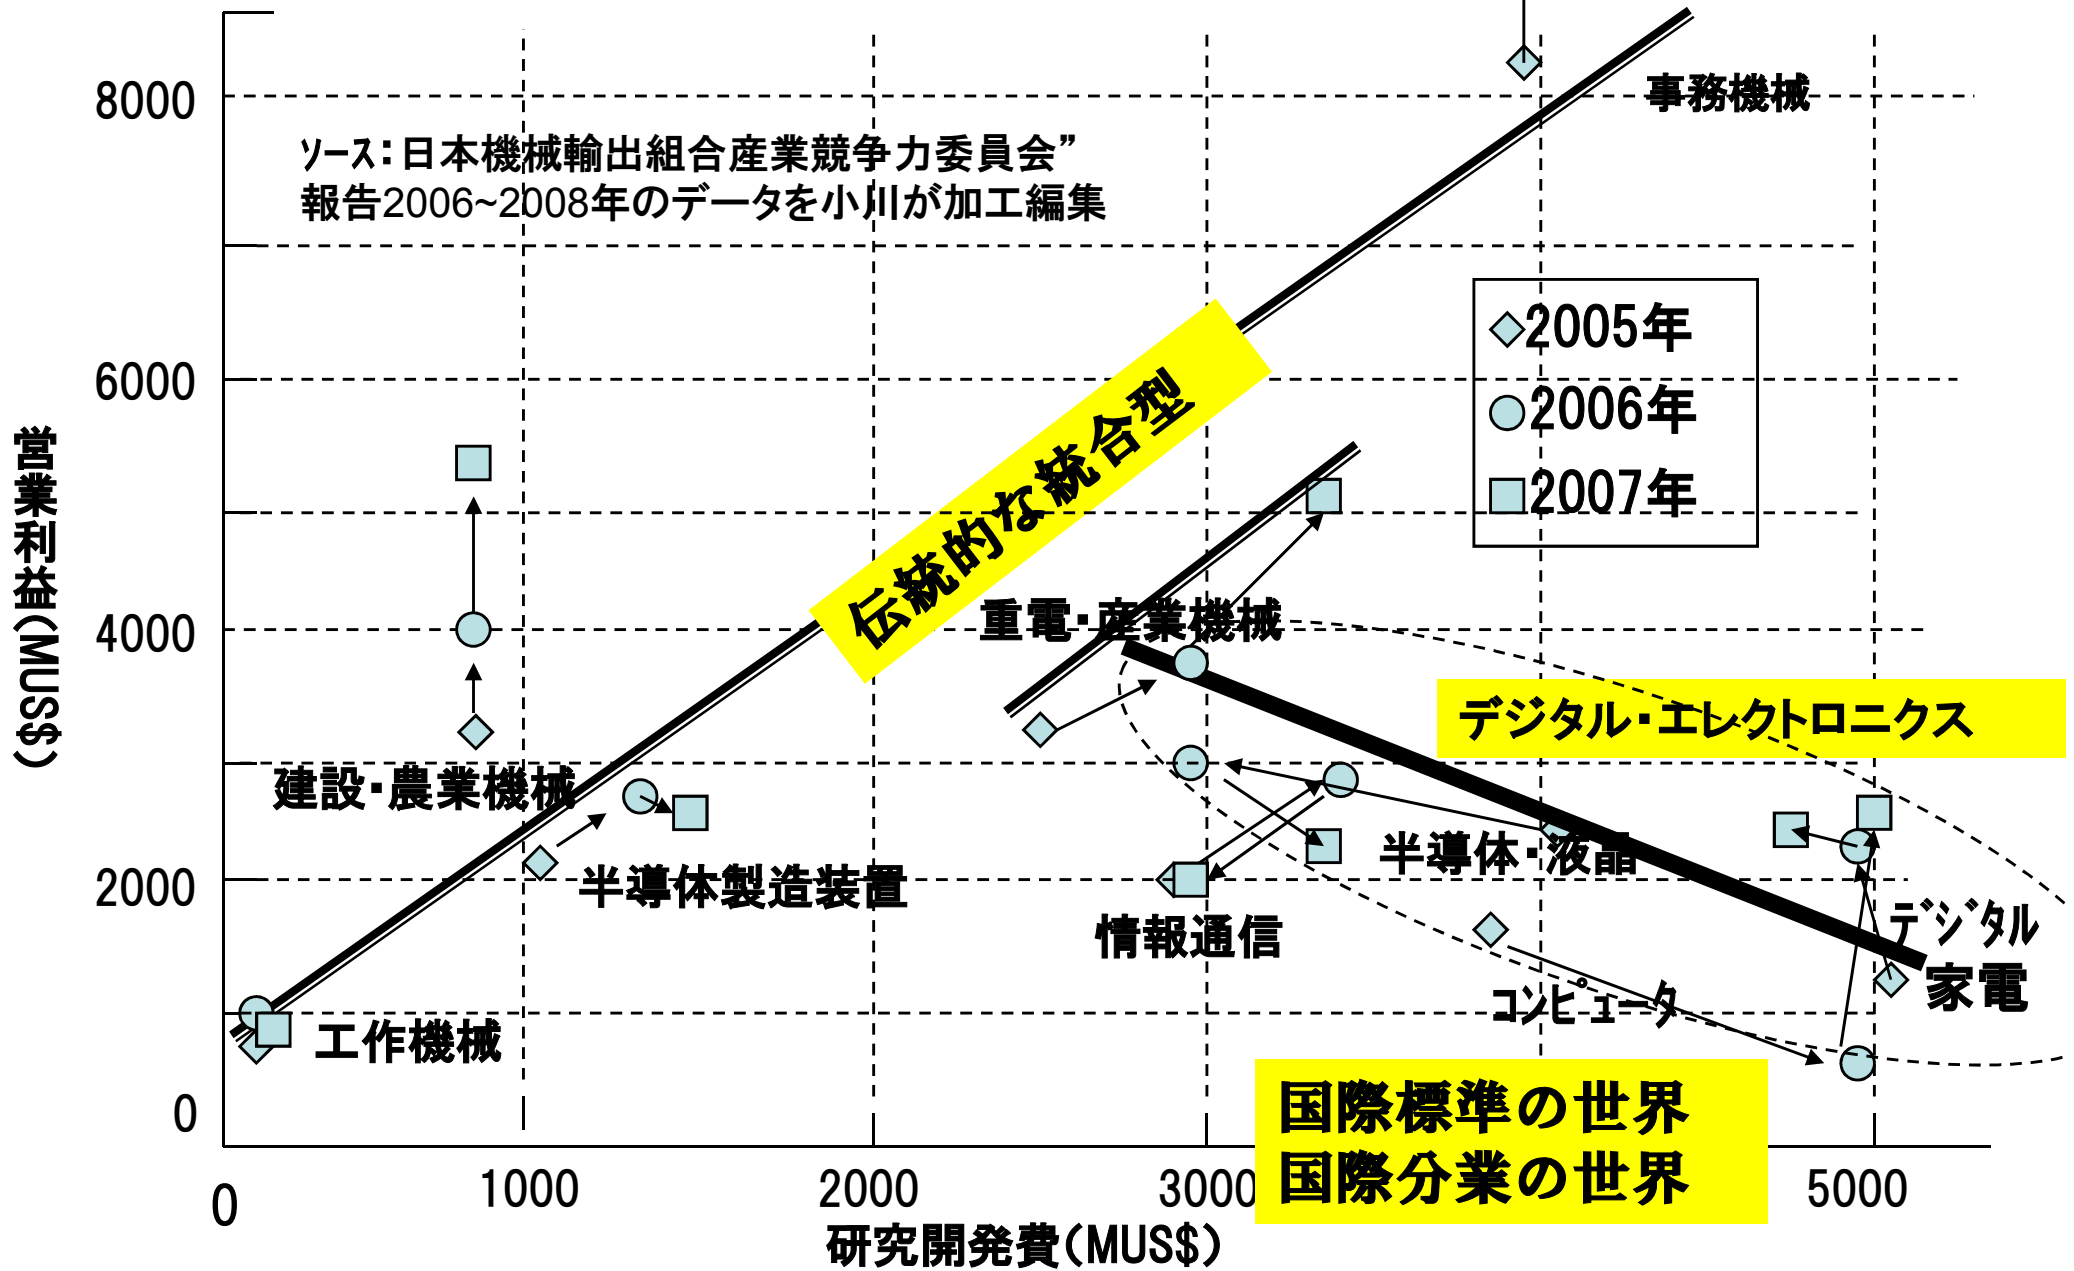 8000
6000
4000
2000
0
営業利益(MUS$)
ソース：日本機械輸出組合産業競争力委員会”
報告2006~2008年のデータを小川が加工編集
事務機械
2005年
2006年
2007年
伝統的な統合型
重電・産業機械
デジタル・エレクトロニクス
建設・農業機械
半導体製造装置
半導体・液晶
情報通信
デジタル
家電
コンピュータ
工作機械
国際標準の世界
国際分業の世界
0
1000
2000
3000
5000
研究開発費(MUS$)